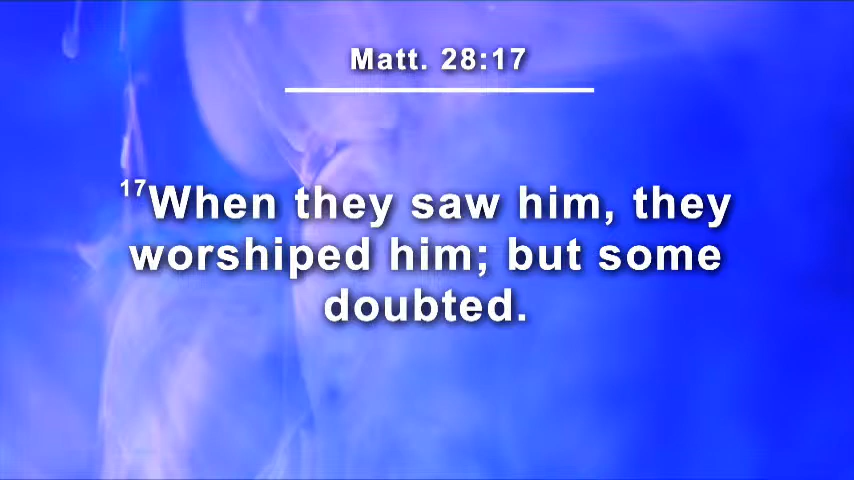 Matt. 28:17
17When they saw him, they
worshiped him; but some
doubted.